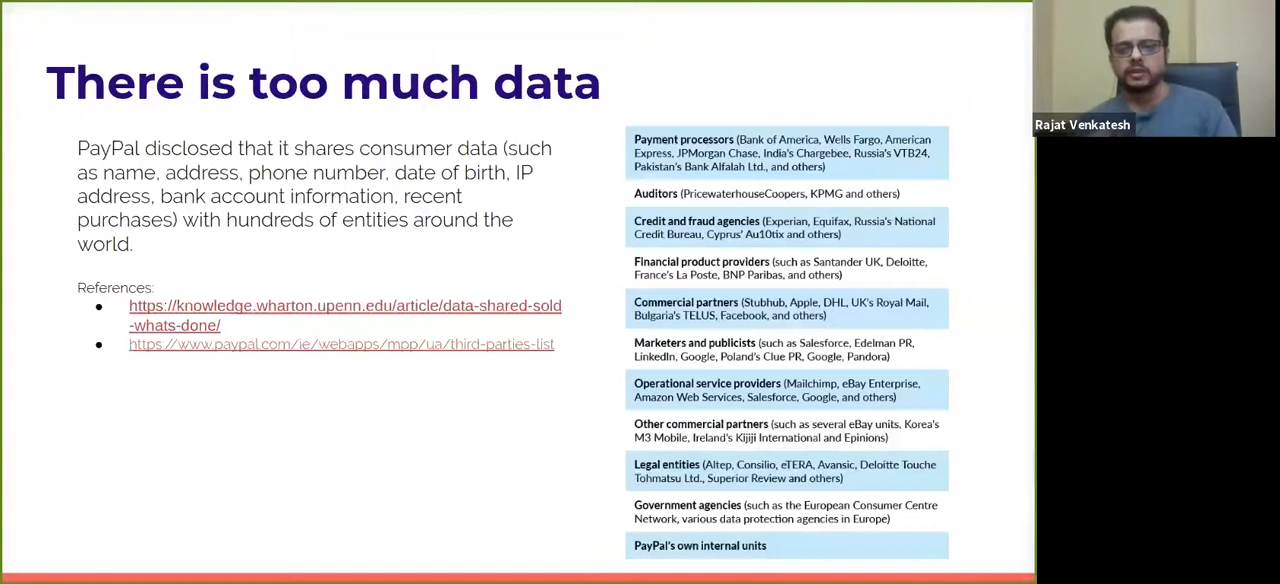 There is too much data
PayPal disclosed that it shares consumer data (such
as name, address, phone number, date of birth, IP
address, bank account information, recent
purchases) with hundreds of entities around the
world.
References:
● https://knowledge.wharton.upenn.edu/article/data-shared-sold
-whats-done/
● https://www.paypal.com/ie/webapps/mpp/ua/third-parties-list
Payment processors (Bank of America, Wells Fargo, American
Express, JPMorgan Chase, India's Chargebee, Russia's VTB24,
Pakistan's Bank Alfalah Ltd., and others)
Auditors (PricewaterhouseCoopers, KPMG and others)
Credit and fraud agencies (Experian, Equifax, Russia's National
Credit Bureau, Cyprus' Au10tix and others)
Financial product providers (such as Santander UK, Deloitte,
France's La Poste, BNP Paribas, and others)
Commercial partners (Stubhub, Apple, DHL, UK's Royal Mail,
Bulgaria's TELUS, Facebook, and others)
Marketers and publicists (such as Salesforce, Edelman PR,
LinkedIn, Google, Poland's Clue PR, Google, Pandora)
Operational service providers (Mailchimp, eBay Enterprise,
Amazon Web Services, Salesforce, Google, and others)
Other commercial partners (such as several eBay units, Korea's
M3 Mobile, Ireland's Kijiji International and Epinions)
Legal entities (Altep, Consilio, eTERA, Avansic, Deloitte Touche
Tohmatsu Ltd., Superior Review and others)
Government agencies (such as the European Consumer Centre
Network, various data protection agencies in Europe)
PayPal's own internal units
Rajat Venkatesh